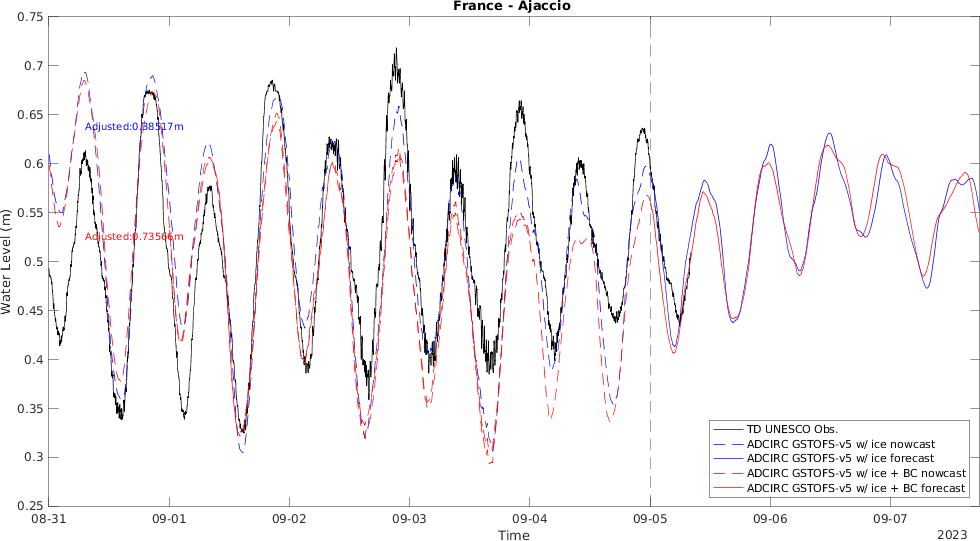 France - Ajaccio
0.75
0.7
0.65
0.6
0.55
0.5
0.45
0.4
0.35
0.3
0.25
Water Level (m)
Adjusted:0.88517m
Adjusted:0.73566m
TD UNESCO Obs.
ADCIRC GSTOFS-v5 w/ ice nowcast
ADCIRC GSTOFS-v5 w/ ice forecast
ADCIRC GSTOFS-v5 w/ ice + BC nowcast
ADCIRC GSTOFS-v5 w/ ice + BC forecast
08-31 09-01 09-02 09-03 09-04 09-05 09-06 09-07
Time
2023